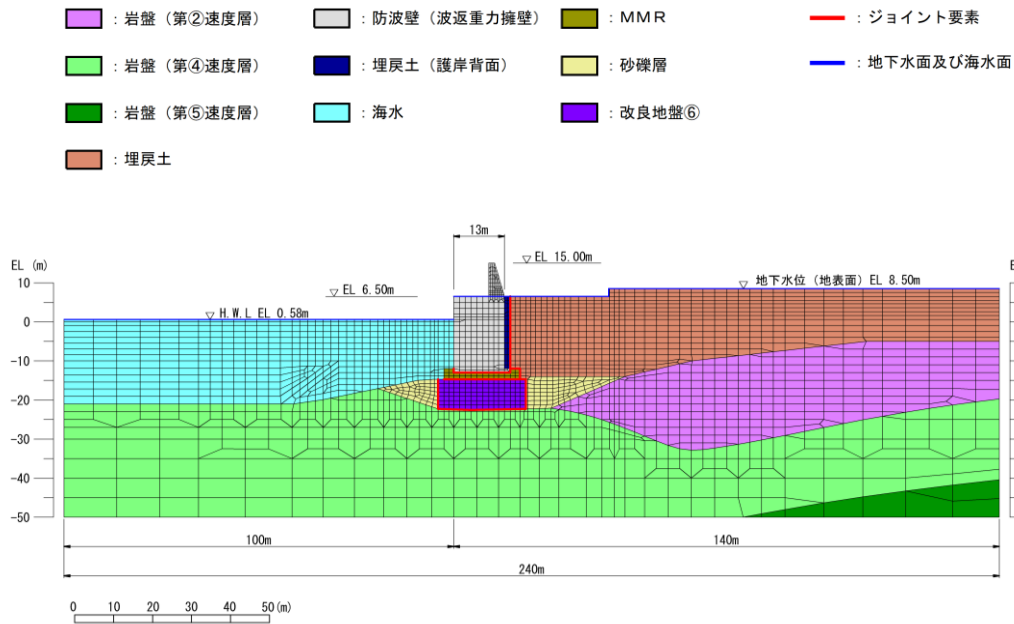 ：岩盤（第②速度層）
：防波壁（波返重力擁壁）
：ＭＭＲ
：ジョイント要素
：岩盤（第④速度層）
：埋戻土（護岸背面）
：砂礫層
：地下水面及び海水面
：岩盤（第⑤速度層）
：海水
：改良地盤⑥
：埋戻土
13m
EL (m)
EL 15.00m
E
地下水位（地表面）EL 8.50m
EL 6.50m
H.W.L EL 0.58m
10
0
-10
-20
-30
-40
-50
100m
140m
240m
0 10 20 30 40 50(m)